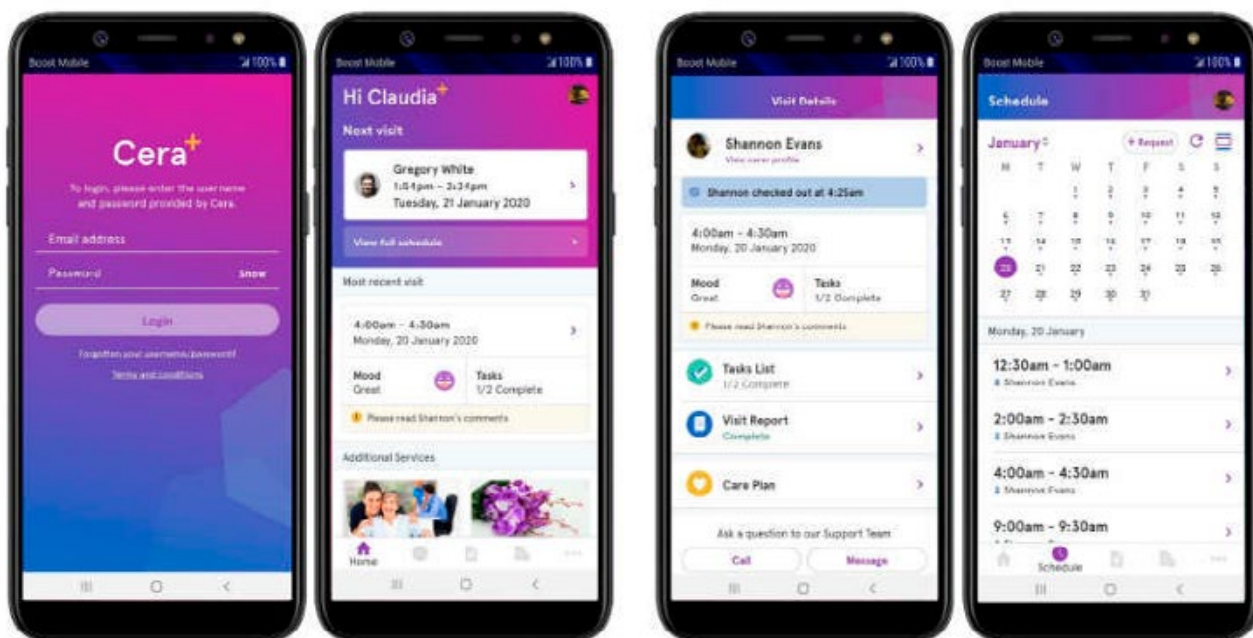 Boost Mobile
100%
Cera+
To login, please enter the username
and password provided by Cera.
Email address
Password Show
Login
Forgotten your username/password?
Terms and conditions
Boost Mobile
100%
Hi Claudia+
Next visit
Gregory White
Tuesday, 21 January 2020
View full schedule
Most recent visit
4:00am - 4:30am
Monday, 20 January 2020
Mood Tasks
Great 1/2 Complete
Please read Shannon's comments
Additional Services
Home
Boost Mobile
100%
Visit Details
Shannon Evans
View carer profile
Shannon checked out at 4:25am
4:00am - 4:30am
Monday, 20 January 2020
Mood Tasks
Great 1/2 Complete
Please read Shannon's comments
Tasks List
1/2 Complete
Visit Report
Complete
Care Plan
Ask a question to our Support Team
Call Message
Boost Mobile
100%
Schedule
January + Request
M T W T F S S
1 2 3 4 5
6 7 8 9 10 11 12
13 14 15 16 17 18 19
20 21 22 23 24 25 26
27 28 29 30 31
Monday, 20 January
12:30am - 1:00am
Shannon Evans
2:00am - 2:30am
Shannon Evans
4:00am - 4:30am
Shannon Evans
9:00am - 9:30am
Schedule